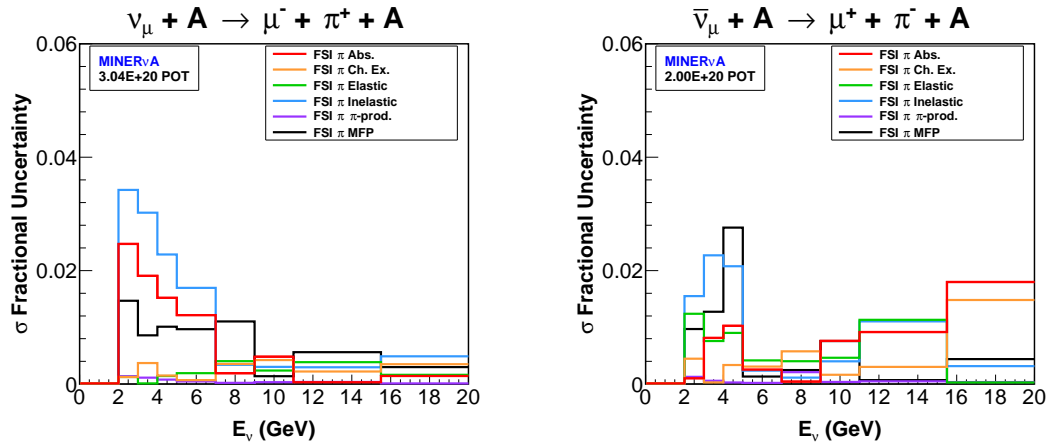 νμ + A → μ- + π+ + A
0.06
0.04
0.02
0
σ Fractional Uncertainty
MINERνA
3.04E+20 POT
FSI π Abs.
FSI π Ch. Ex.
FSI π Elastic
FSI π Inelastic
FSI π π-prod.
FSI π MFP
0 2 4 6 8 10 12 14 16 18 20
Eν (GeV)
ν̄μ + A → μ+ + π- + A
0.06
0.04
0.02
0
σ Fractional Uncertainty
MINERνA
2.00E+20 POT
FSI π Abs.
FSI π Ch. Ex.
FSI π Elastic
FSI π Inelastic
FSI π π-prod.
FSI π MFP
0 2 4 6 8 10 12 14 16 18 20
Eν (GeV)